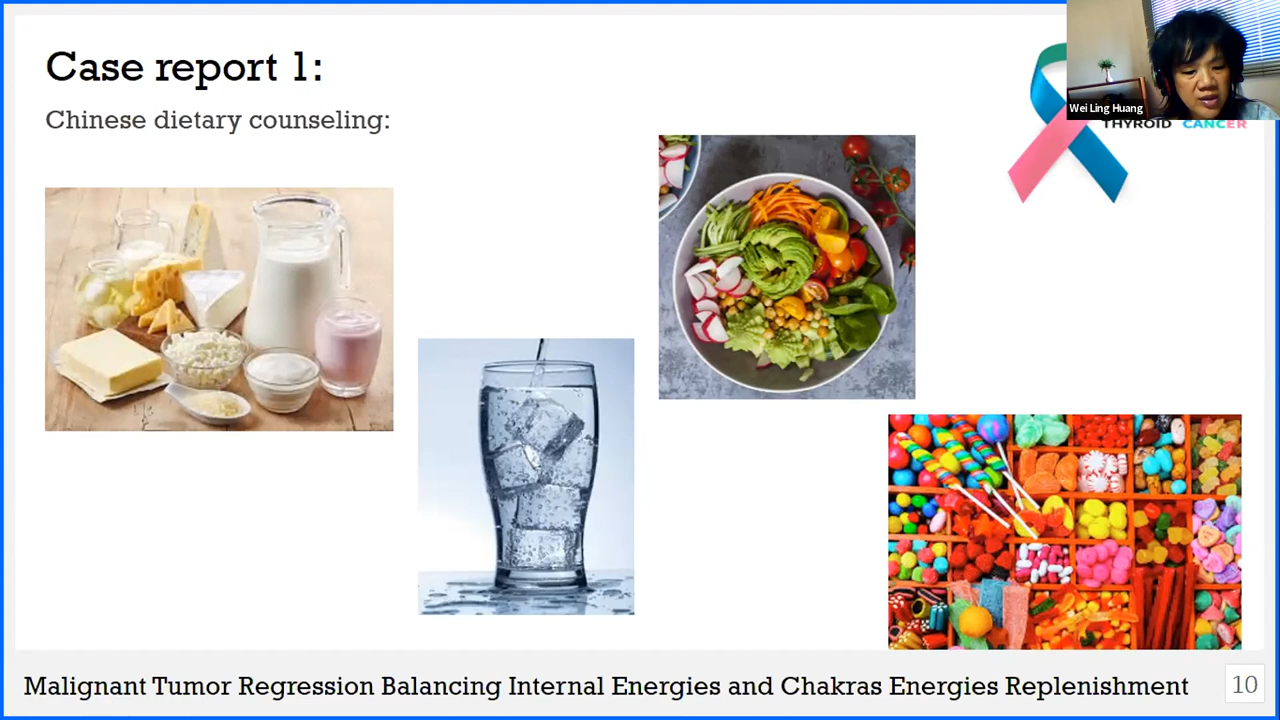 Case report 1:
Chinese dietary counseling:
Wei Ling Huang
THYROID CANCER
Malignant Tumor Regression Balancing Internal Energies and Chakras Energies Replenishment
10